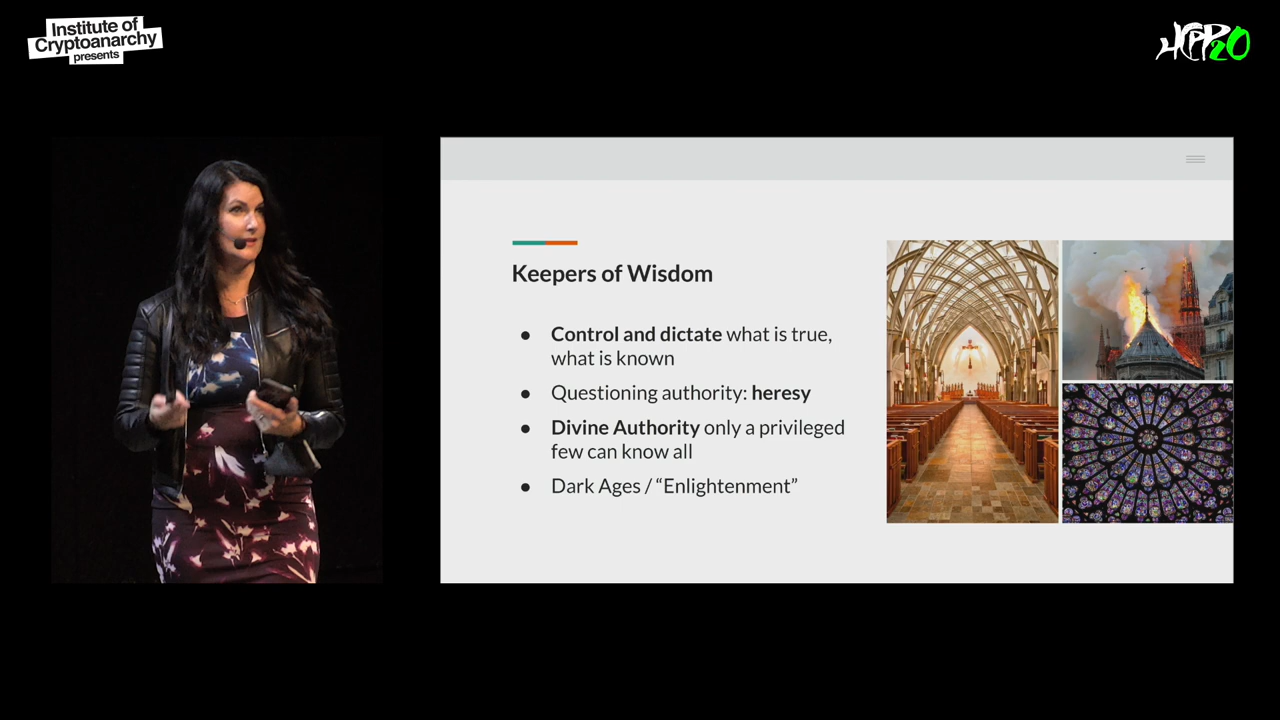 Institute of
Cryptoanarchy
presents
HCPP20
Keepers of Wisdom
● Control and dictate what is true,
what is known
● Questioning authority: heresy
● Divine Authority only a privileged
few can know all
● Dark Ages / “Enlightenment”